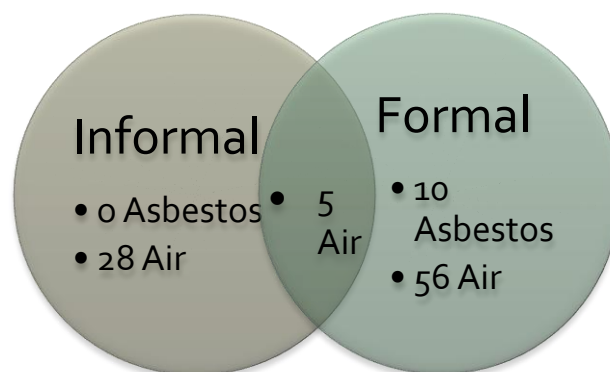 Informal
• 0 Asbestos
• 28 Air
• 5
Air
Formal
• 10
Asbestos
• 56 Air